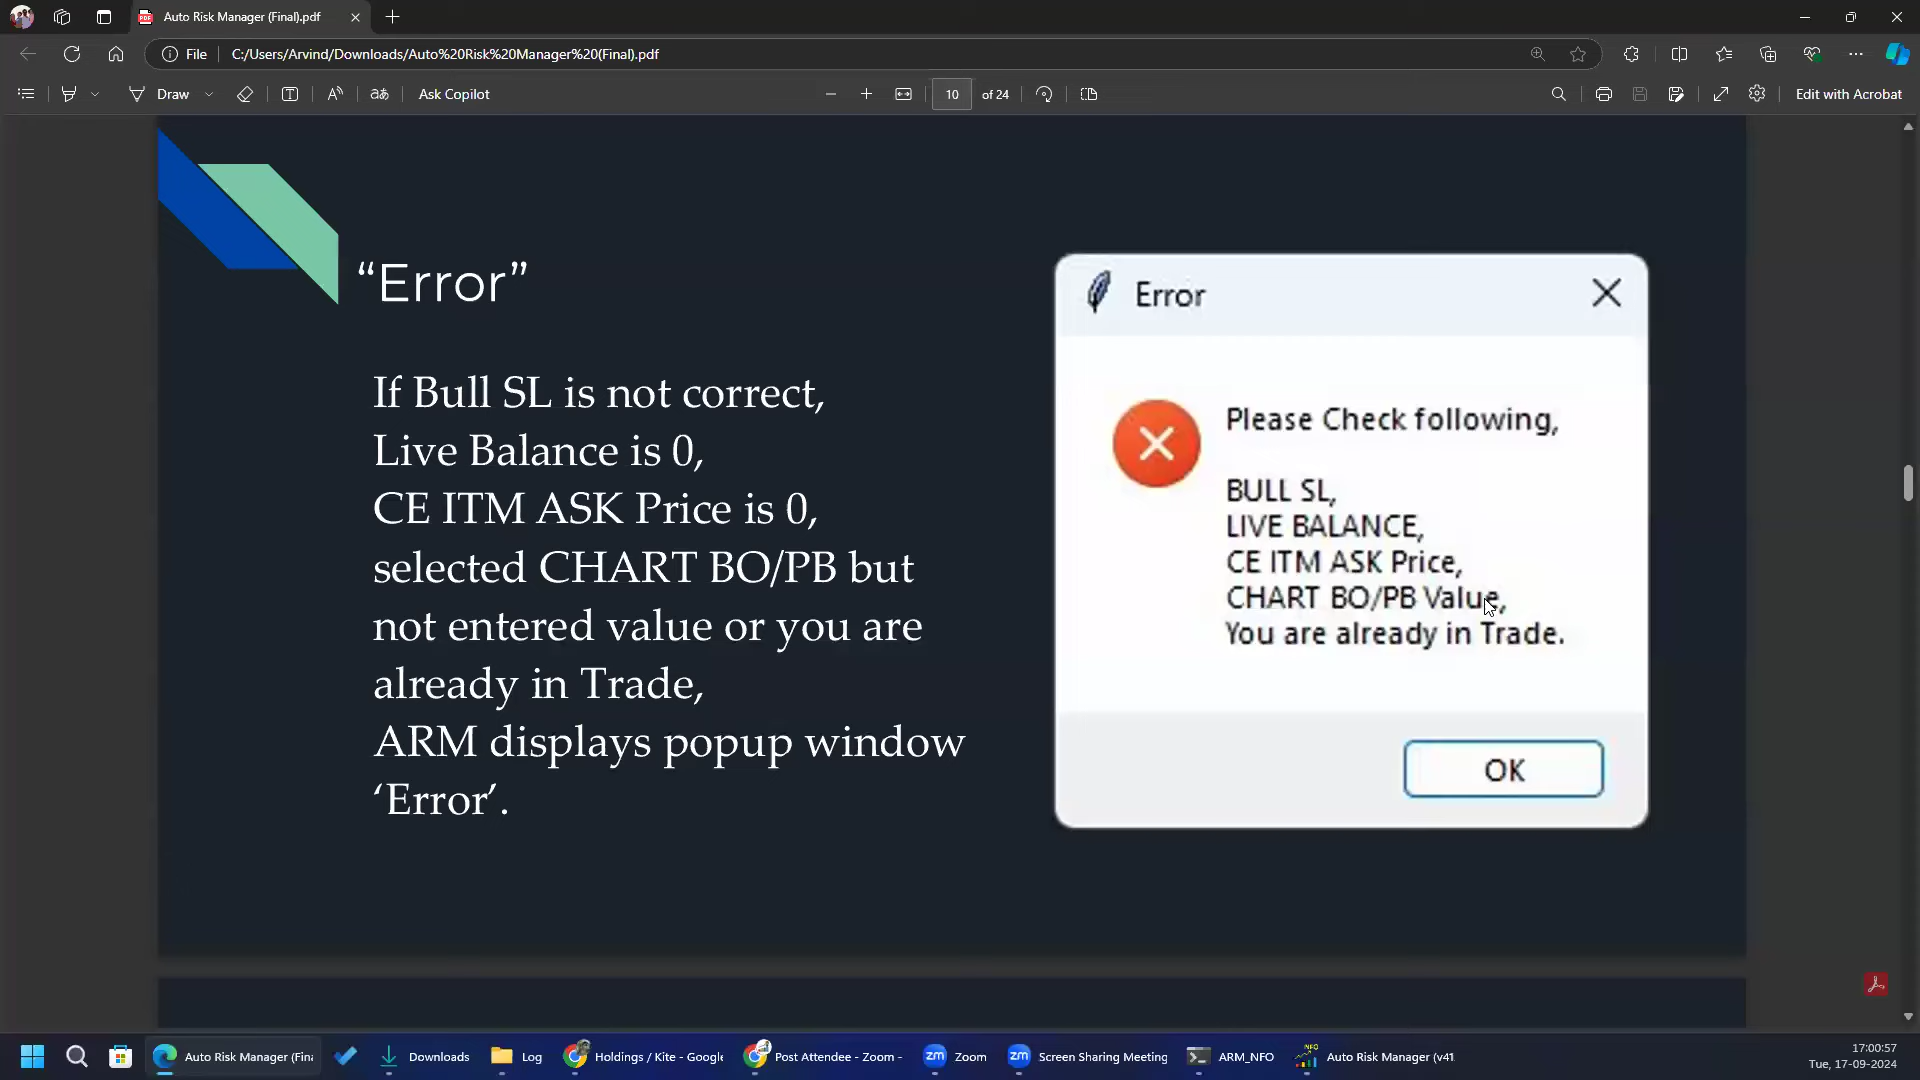 Auto Risk Manager (Final).pdf
File
C:/Users/Arvind/Downloads/Auto%20Risk%20Manager%20(Final).pdf
Draw
Ask Copilot
10
of 24
Edit with Acrobat
“Error”
If Bull SL is not correct,
Live Balance is 0,
CE ITM ASK Price is 0,
selected CHART BO/PB but
not entered value or you are
already in Trade,
ARM displays popup window
‘Error’.
Error
Please Check following,
BULL SL,
LIVE BALANCE,
CE ITM ASK Price,
CHART BO/PB Value,
You are already in Trade.
OK
Auto Risk Manager (Fina
Downloads
Log
Holdings / Kite - Google
Post Attendee - Zoom -
Zoom
Screen Sharing Meeting
ARM_NFO
Auto Risk Manager (v41
17:00:57
Tue, 17-09-2024